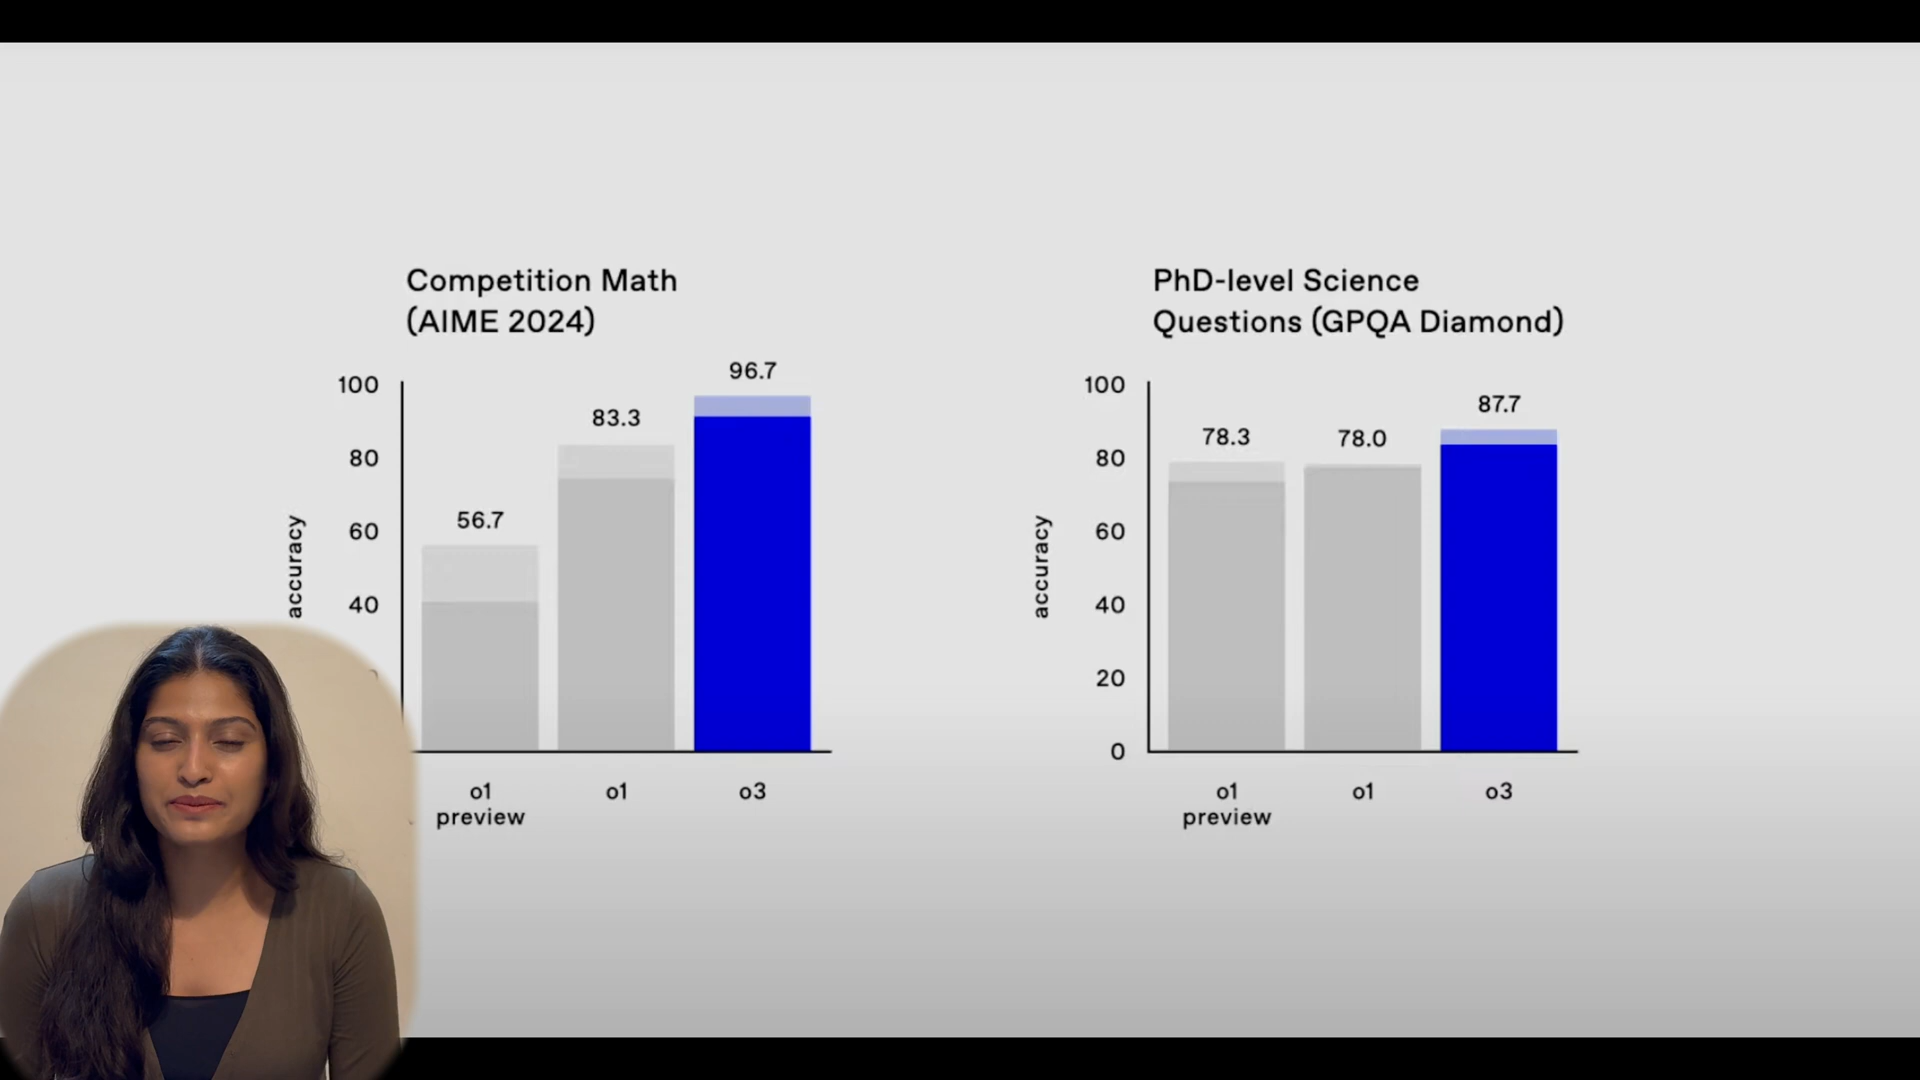 Competition Math
(AIME 2024)
96.7
83.3
56.7
100
80
60
40
accuracy
o1
preview
o1
o3
PhD-level Science
Questions (GPQA Diamond)
87.7
78.3
78.0
100
80
60
40
20
0
accuracy
o1
preview
o1
o3